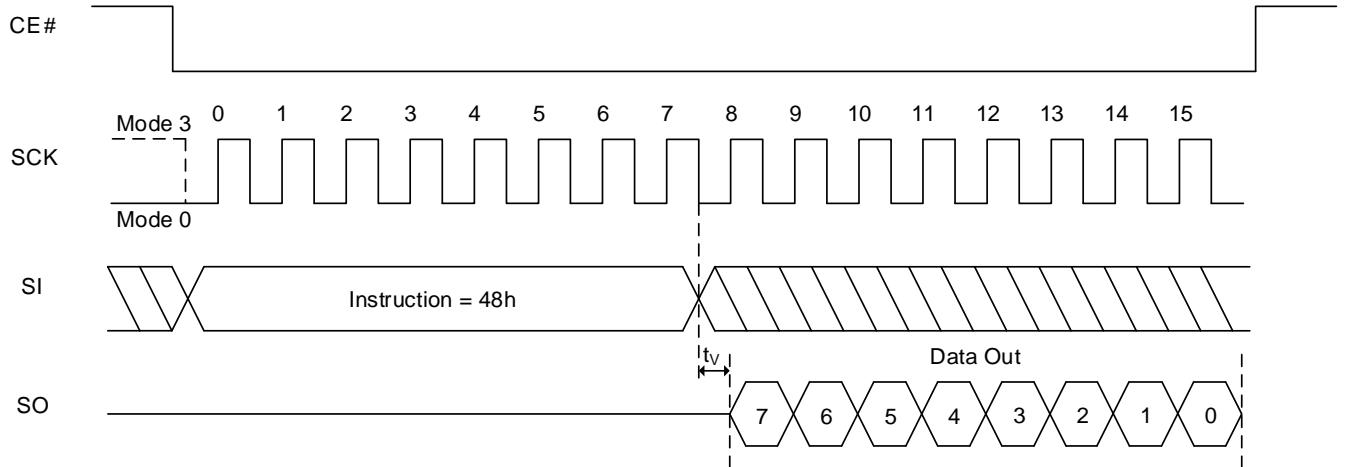 CE#
Mode 3 0 1 2 3 4 5 6 7 8 9 10 11 12 13 14 15
SCK
Mode 0
SI
Instruction = 48h
tV Data Out
SO
7 6 5 4 3 2 1 0